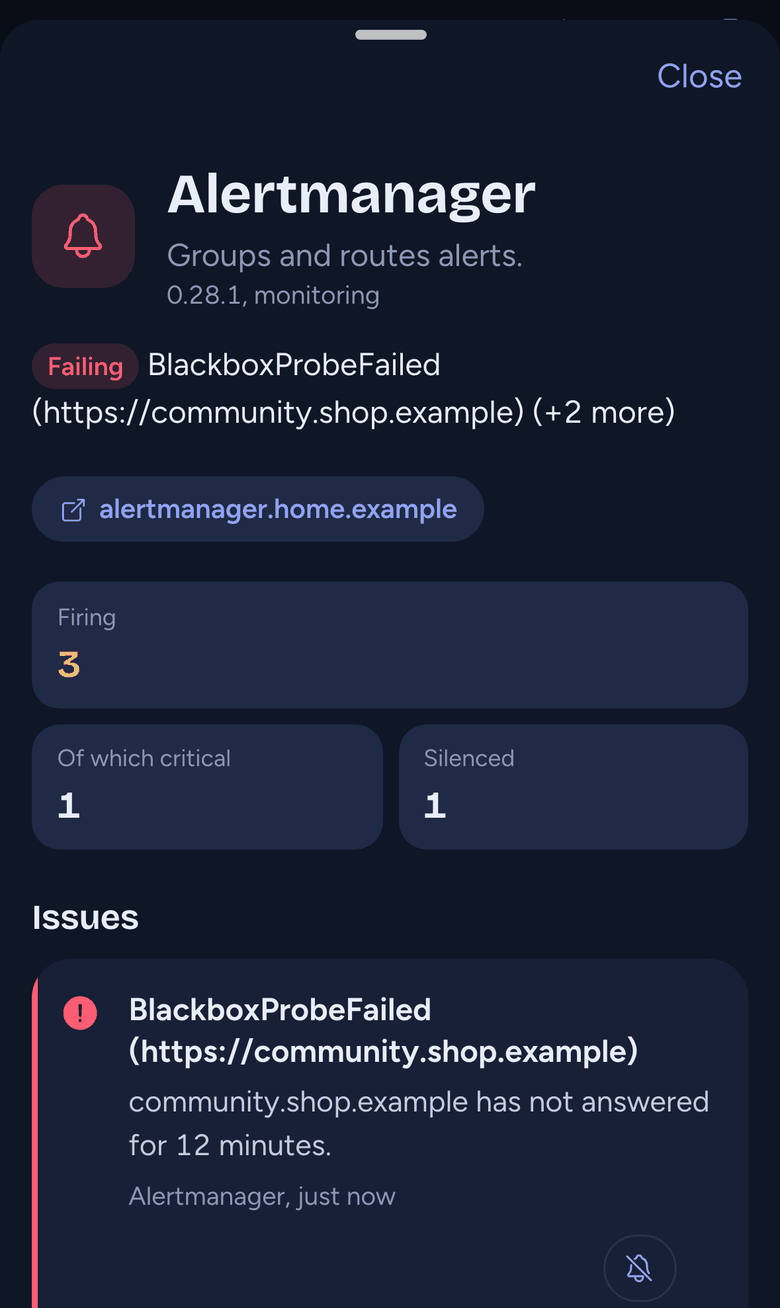 Close
Alertmanager
Groups and routes alerts.
0.28.1, monitoring
Failing BlackboxProbeFailed
(https://community.shop.example) (+2 more)
alertmanager.home.example
Firing
3
Of which critical
1
Silenced
1
Issues
BlackboxProbeFailed
(https://community.shop.example)
community.shop.example has not answered
for 12 minutes.
Alertmanager, just now